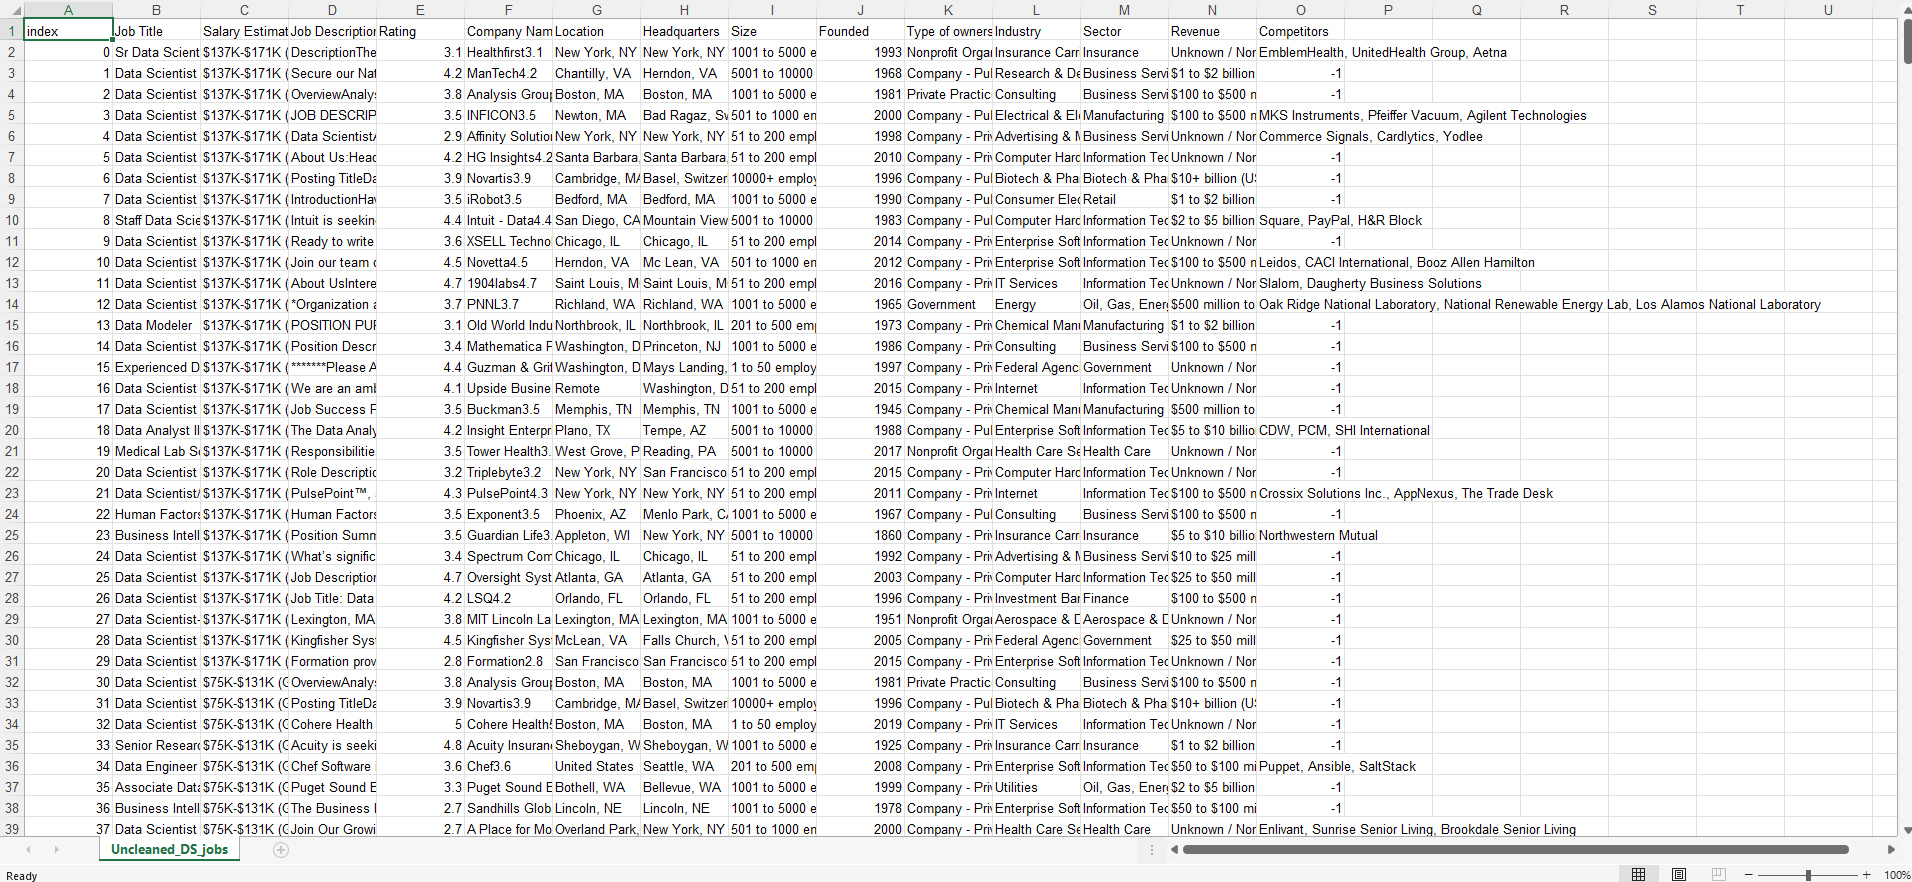 A B C D E F G H I J K L M N O P Q R S T U
1 index Job Title Salary Estimat Job Description Rating Company Nam Location Headquarters Size Founded Type of owners Industry Sector Revenue Competitors
2 0 Sr Data Scient $137K-$171K ( DescriptionThe 3.1 Healthfirst3.1 New York, NY New York, NY 1001 to 5000 e 1993 Nonprofit Orga Insurance Carr Insurance Unknown / Nor EmblemHealth, UnitedHealth Group, Aetna
3 1 Data Scientist $137K-$171K ( Secure our Nat 4.2 ManTech4.2 Chantilly, VA Herndon, VA 5001 to 10000 1968 Company - Pul Research & De Business Servi $1 to $2 billion -1
4 2 Data Scientist $137K-$171K ( OverviewAnaly 3.8 Analysis Group Boston, MA Boston, MA 1001 to 5000 e 1981 Private Practic Consulting Business Servi $100 to $500 m -1
5 3 Data Scientist $137K-$171K ( JOB DESCRIP 3.5 INFICON3.5 Newton, MA Bad Ragaz, Sw 501 to 1000 en 2000 Company - Pul Electrical & El Manufacturing $100 to $500 m MKS Instruments, Pfeiffer Vacuum, Agilent Technologies
6 4 Data Scientist $137K-$171K ( Data Scientist 2.9 Affinity Solution New York, NY New York, NY 51 to 200 empl 1998 Company - Pri Advertising & M Business Servi Unknown / Nor Commerce Signals, Cardlytics, Yodlee
7 5 Data Scientist $137K-$171K ( About Us:Head 4.2 HG Insights4.2 Santa Barbara, Santa Barbara, 51 to 200 empl 2010 Company - Pri Computer Hard Information Tec Unknown / Nor -1
8 6 Data Scientist $137K-$171K ( Posting TitleDa 3.9 Novartis3.9 Cambridge, MA Basel, Switzer 10000+ employ 1996 Company - Pul Biotech & Pha Biotech & Pha $10+ billion (US -1
9 7 Data Scientist $137K-$171K ( IntroductionHav 3.5 iRobot3.5 Bedford, MA Bedford, MA 1001 to 5000 e 1990 Company - Pul Consumer Elec Retail $1 to $2 billion -1
10 8 Staff Data Scie $137K-$171K ( Intuit is seekin 4.4 Intuit - Data4.4 San Diego, CA Mountain View 5001 to 10000 1983 Company - Pul Computer Hard Information Tec $2 to $5 billion Square, PayPal, H&R Block
11 9 Data Scientist $137K-$171K ( Ready to write 3.6 XSELL Techno Chicago, IL Chicago, IL 51 to 200 empl 2014 Company - Pri Enterprise Soft Information Tec Unknown / Nor -1
12 10 Data Scientist $137K-$171K ( Join our team 4.5 Novetta4.5 Herndon, VA Mc Lean, VA 501 to 1000 en 2012 Company - Pri Enterprise Soft Information Tec $100 to $500 m Leidos, CACI International, Booz Allen Hamilton
13 11 Data Scientist $137K-$171K ( About UsIntere 4.7 1904labs4.7 Saint Louis, M Saint Louis, M 51 to 200 empl 2016 Company - Pri IT Services Information Tec Unknown / Nor Slalom, Daugherty Business Solutions
14 12 Data Scientist $137K-$171K ( *Organization a 3.7 PNNL3.7 Richland, WA Richland, WA 1001 to 5000 e 1965 Government Energy Oil, Gas, Ener $500 million to Oak Ridge National Laboratory, National Renewable Energy Lab, Los Alamos National Laboratory
15 13 Data Modeler $137K-$171K ( POSITION PUR 3.1 Old World Indu Northbrook, IL Northbrook, IL 201 to 500 emp 1973 Company - Pri Chemical Man Manufacturing $1 to $2 billion -1
16 14 Data Scientist $137K-$171K ( Position Descr 3.4 Mathematica P Washington, D Princeton, NJ 1001 to 5000 e 1986 Company - Pri Consulting Business Servi $100 to $500 m -1
17 15 Experienced D $137K-$171K ( *******Please A 4.4 Guzman & Grif Washington, D Mays Landing, 1 to 50 employ 1997 Company - Pri Federal Agenc Government Unknown / Nor -1
18 16 Data Scientist $137K-$171K ( We are an amb 4.1 Upside Busine Remote Washington, D 51 to 200 empl 2015 Company - Pri Internet Information Tec Unknown / Nor -1
19 17 Data Scientist $137K-$171K ( Job Success P 3.5 Buckman3.5 Memphis, TN Memphis, TN 1001 to 5000 e 1945 Company - Pri Chemical Man Manufacturing $500 million to -1
20 18 Data Analyst II $137K-$171K ( The Data Analy 4.2 Insight Enterpr Plano, TX Tempe, AZ 5001 to 10000 1988 Company - Pul Enterprise Soft Information Tec $5 to $10 billio CDW, PCM, SHI International
21 19 Medical Lab S $137K-$171K ( Responsibilitie 3.5 Tower Health3. West Grove, P Reading, PA 5001 to 10000 2017 Nonprofit Orga Health Care Se Health Care Unknown / Nor -1
22 20 Data Scientist $137K-$171K ( Role Descriptio 3.2 Triplebyte3.2 New York, NY San Francisco 51 to 200 empl 2015 Company - Pri Computer Hard Information Tec Unknown / Nor -1
23 21 Data Scientist/ $137K-$171K ( PulsePoint™, 4.3 PulsePoint4.3 New York, NY New York, NY 51 to 200 empl 2011 Company - Pri Internet Information Tec $100 to $500 m Crossix Solutions Inc., AppNexus, The Trade Desk
24 22 Human Factors $137K-$171K ( Human Factors 3.5 Exponent3.5 Phoenix, AZ Menlo Park, CA 1001 to 5000 e 1967 Company - Pul Consulting Business Servi $100 to $500 m -1
25 23 Business Intell $137K-$171K ( Position Summ 3.5 Guardian Life3. Appleton, WI New York, NY 5001 to 10000 1860 Company - Pri Insurance Carr Insurance $5 to $10 billio Northwestern Mutual
26 24 Data Scientist $137K-$171K ( What's signific 3.4 Spectrum Com Chicago, IL Chicago, IL 51 to 200 empl 1992 Company - Pri Advertising & M Business Servi $10 to $25 mill -1
27 25 Data Scientist $137K-$171K ( Job Description 4.7 Oversight Syst Atlanta, GA Atlanta, GA 51 to 200 empl 2003 Company - Pri Computer Hard Information Tec $25 to $50 mill -1
28 26 Data Scientist $137K-$171K ( Job Title: Data 4.2 LSQ4.2 Orlando, FL Orlando, FL 51 to 200 empl 1996 Company - Pri Investment Bar Finance $100 to $500 m -1
29 27 Data Scientist- $137K-$171K ( Lexington, MA 3.8 MIT Lincoln La Lexington, MA Lexington, MA 1001 to 5000 e 1951 Nonprofit Orga Aerospace & D Aerospace & D Unknown / Nor -1
30 28 Data Scientist $137K-$171K ( Kingfisher Sys 4.5 Kingfisher Sys McLean, VA Falls Church, V 51 to 200 empl 2005 Company - Pri Federal Agenc Government $25 to $50 mill -1
31 29 Data Scientist $137K-$171K ( Formation prov 2.8 Formation2.8 San Francisco San Francisco 51 to 200 empl 2015 Company - Pri Enterprise Soft Information Tec Unknown / Nor -1
32 30 Data Scientist $75K-$131K (G OverviewAnaly 3.8 Analysis Group Boston, MA Boston, MA 1001 to 5000 e 1981 Private Practic Consulting Business Servi $100 to $500 m -1
33 31 Data Scientist $75K-$131K (G Posting TitleDa 3.9 Novartis3.9 Cambridge, MA Basel, Switzer 10000+ employ 1996 Company - Pul Biotech & Pha Biotech & Pha $10+ billion (US -1
34 32 Data Scientist $75K-$131K (G Cohere Health 5 Cohere Health5 Boston, MA Boston, MA 1 to 50 employ 2019 Company - Pri IT Services Information Tec Unknown / Nor -1
35 33 Senior Researc $75K-$131K (G Acuity is seeki 4.8 Acuity Insuran Sheboygan, W Sheboygan, W 1001 to 5000 e 1925 Company - Pri Insurance Carr Insurance $1 to $2 billion -1
36 34 Data Engineer $75K-$131K (G Chef Software 3.6 Chef3.6 United States Seattle, WA 201 to 500 emp 2008 Company - Pri Enterprise Soft Information Tec $50 to $100 mi Puppet, Ansible, SaltStack
37 35 Associate Data $75K-$131K (G Puget Sound E 3.3 Puget Sound E Bothell, WA Bellevue, WA 1001 to 5000 e 1999 Company - Pri Utilities Oil, Gas, Ener $2 to $5 billion -1
38 36 Business Intell $75K-$131K (G The Business I 2.7 Sandhills Glob Lincoln, NE Lincoln, NE 1001 to 5000 e 1978 Company - Pri Enterprise Soft Information Tec $50 to $100 mi -1
39 37 Data Scientist $75K-$131K (G Join Our Growi 2.7 A Place for Mo Overland Park, New York, NY 501 to 1000 en 2000 Company - Pri Health Care Se Health Care Unknown / Nor Enlivant, Sunrise Senior Living, Brookdale Senior Living
Uncleaned_DS_jobs
Ready 100%